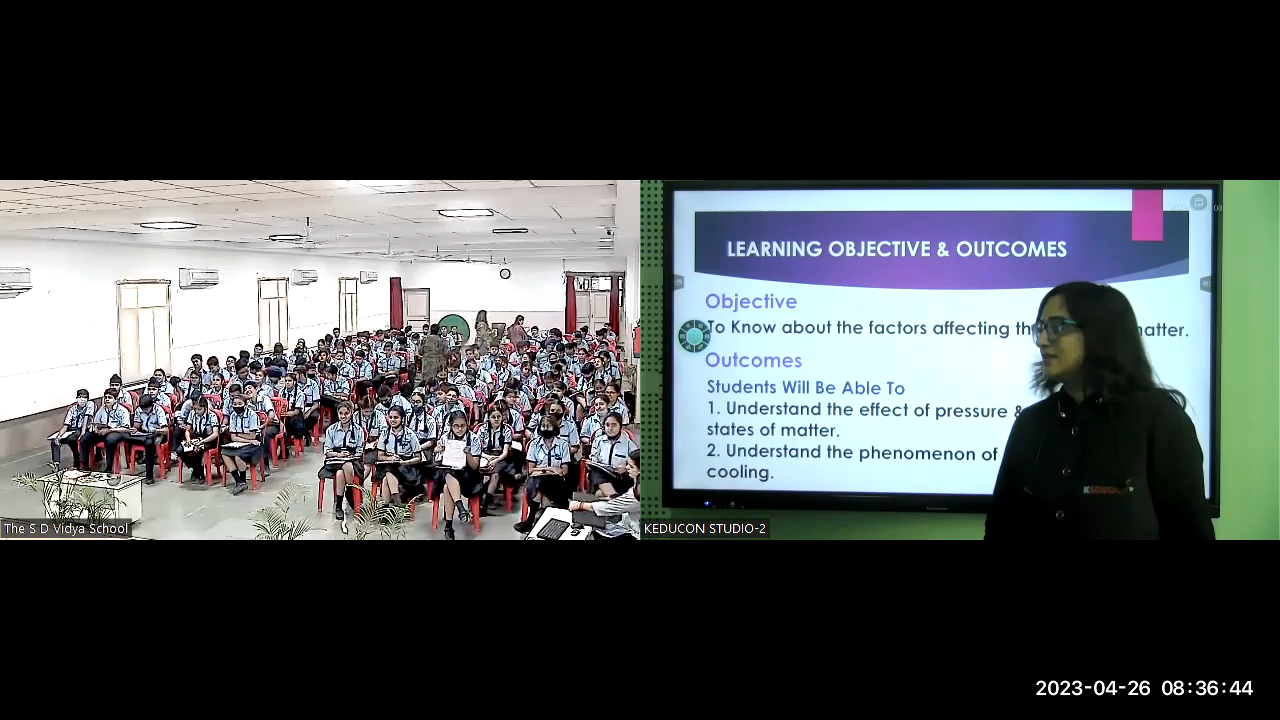 LEARNING OBJECTIVE & OUTCOMES
Objective
To Know about the factors affecting matter.
Outcomes
Students Will Be Able To
1. Understand the effect of pressure &
states of matter.
2. Understand the phenomenon of
cooling.
The S D Vidya School
KEDUCON STUDIO-2
2023-04-26 08:36:44